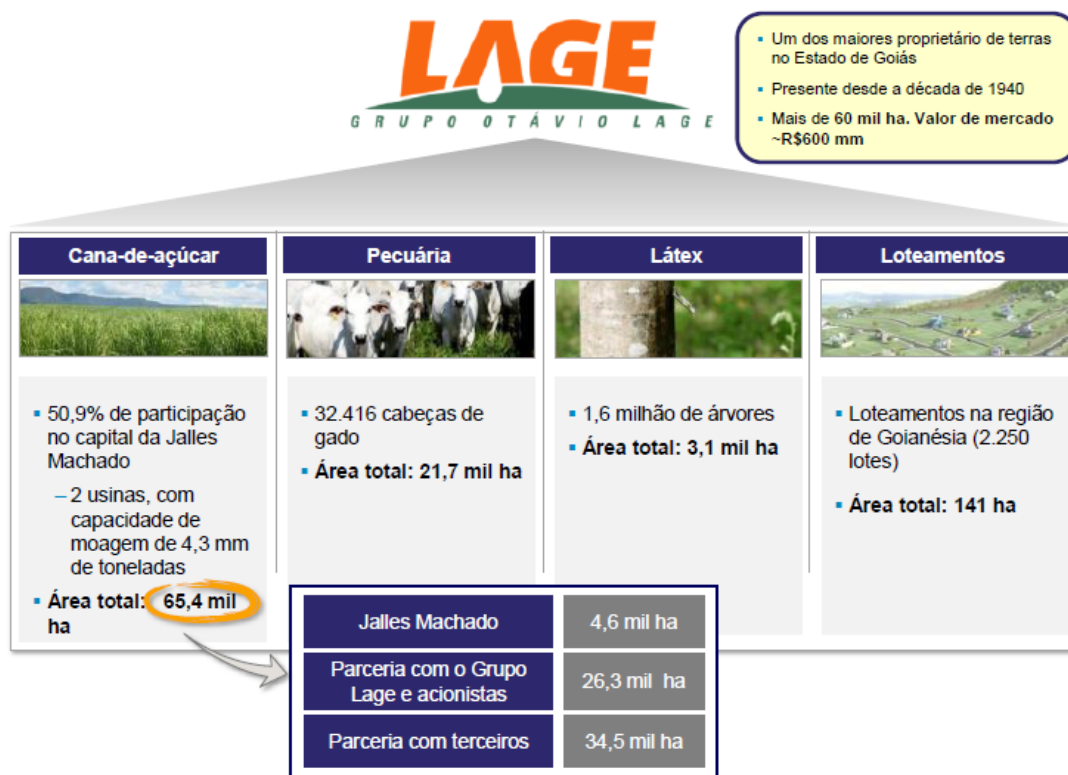 LAGE
GRUPO OTÁVIO LAGE
▪ Um dos maiores proprietário de terras
no Estado de Goiás
▪ Presente desde a década de 1940
▪ Mais de 60 mil ha. Valor de mercado
~R$600 mm
Cana-de-açúcar
▪ 50,9% de participação
no capital da Jalles
Machado
– 2 usinas, com
capacidade de
moagem de 4,3 mm
de toneladas
▪ Área total: 65,4 mil
ha
Pecuária
▪ 32.416 cabeças de
gado
▪ Área total: 21,7 mil ha
Látex
▪ 1,6 milhão de árvores
▪ Área total: 3,1 mil ha
Loteamentos
▪ Loteamentos na região
de Goianésia (2.250
lotes)
▪ Área total: 141 ha
Jalles Machado 4,6 mil ha
Parceria com o Grupo
Lage e acionistas 26,3 mil ha
Parceria com terceiros 34,5 mil ha